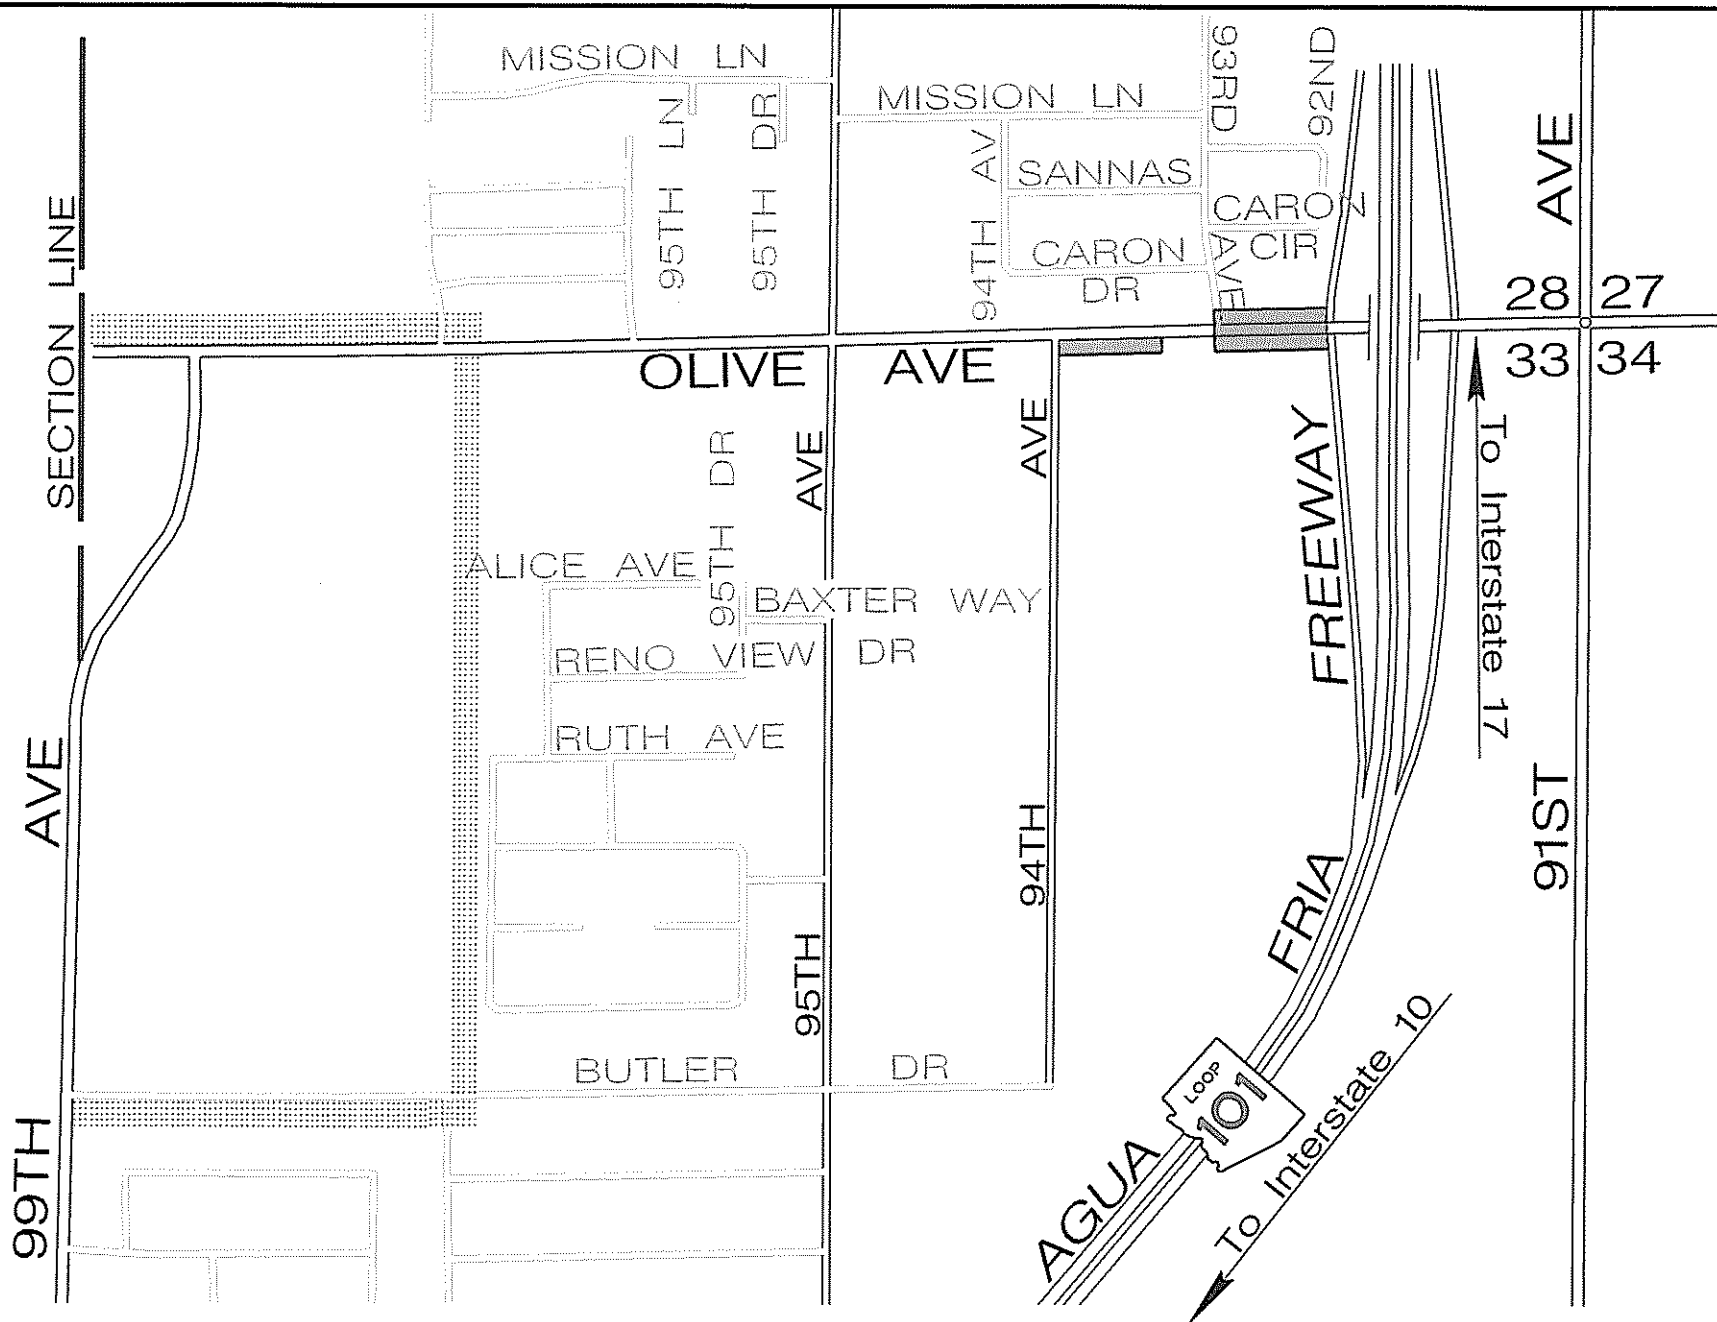 MISSION LN
MISSION LN
93RD
AVE
92ND
95TH LN
95TH DR
94TH AV
SANNAS
CARON
CIR
CARON
DR
AVE
SECTION LINE
28 27
33 34
OLIVE AVE
To Interstate 17
95TH DR
AVE
AVE
FREEWAY
ALICE AVE
BAXTER WAY
RENO VIEW DR
RUTH AVE
AVE
94TH
91ST
FRIA
95TH
To Interstate 10
BUTLER DR
LOOP
101
AGUA
99TH